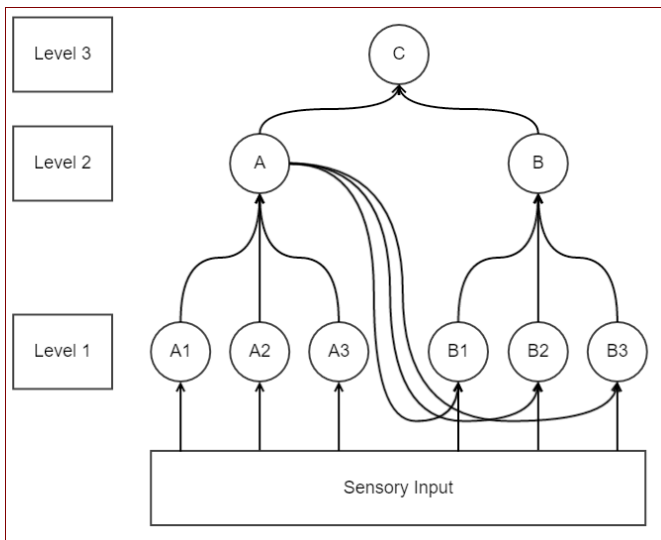 Level 3
C
Level 2
A
B
Level 1
A1
A2
A3
B1
B2
B3
Sensory Input